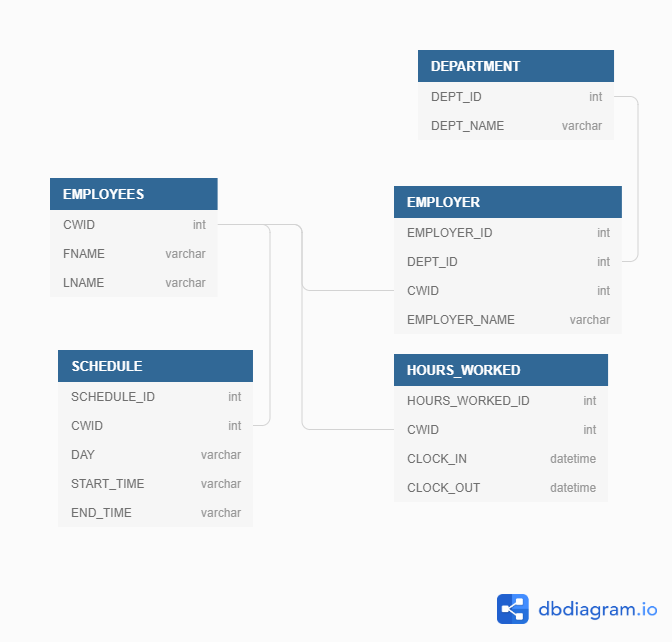 DEPARTMENT
DEPT_ID int
DEPT_NAME varchar
EMPLOYEES
CWID int
FNAME varchar
LNAME varchar
EMPLOYER
EMPLOYER_ID int
DEPT_ID int
CWID int
EMPLOYER_NAME varchar
SCHEDULE
SCHEDULE_ID int
CWID int
DAY varchar
START_TIME varchar
END_TIME varchar
HOURS_WORKED
HOURS_WORKED_ID int
CWID int
CLOCK_IN datetime
CLOCK_OUT datetime
dbdiagram.io